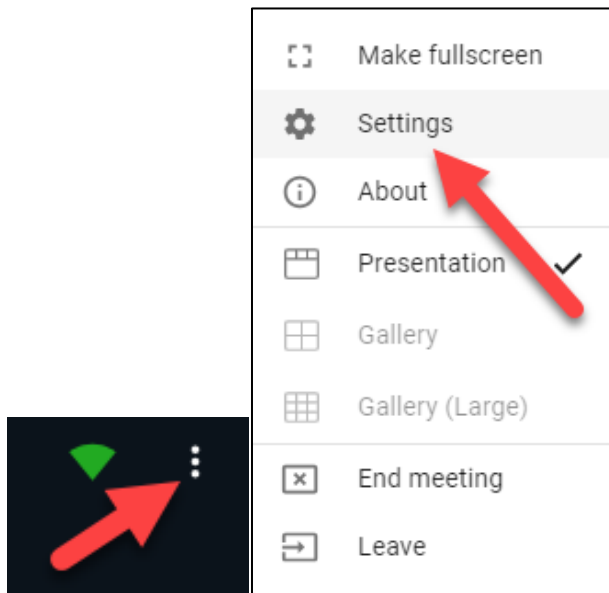 Make fullscreen
Settings
About
Presentation
Gallery
Gallery (Large)
End meeting
Leave